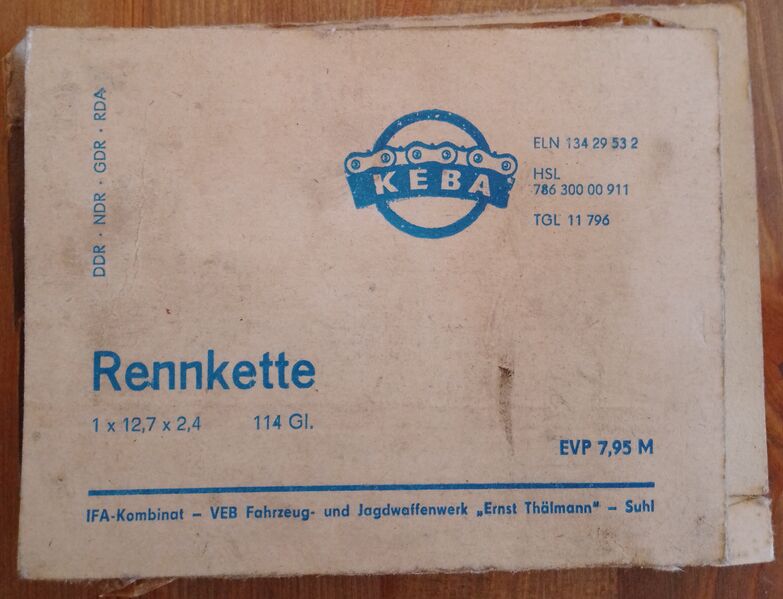 DDR · NDR · GDR · RDA
KEBA
ELN 134 29 53 2
HSL
786 300 00 911
TGL 11 796
Rennkette
1 x 12,7 x 2,4 114 Gl.
EVP 7,95 M
IFA-Kombinat – VEB Fahrzeug- und Jagdwaffenwerk „Ernst Thälmann" – Suhl